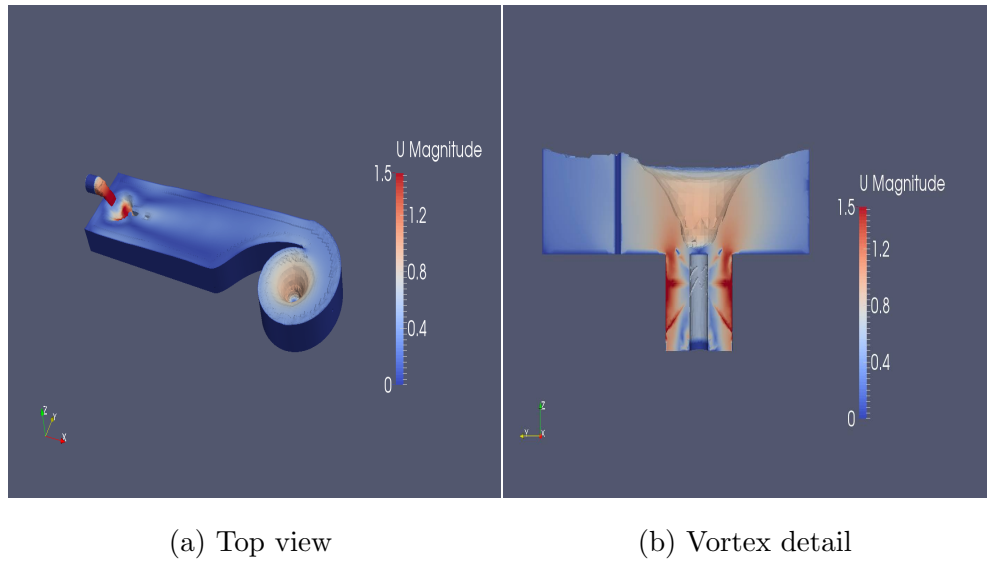 U Magnitude
1.5
1.2
0.8
0.4
0
Z
Y
X
U Magnitude
1.5
1.2
0.8
0.4
0
Z
Y
X
(a) Top view
(b) Vortex detail